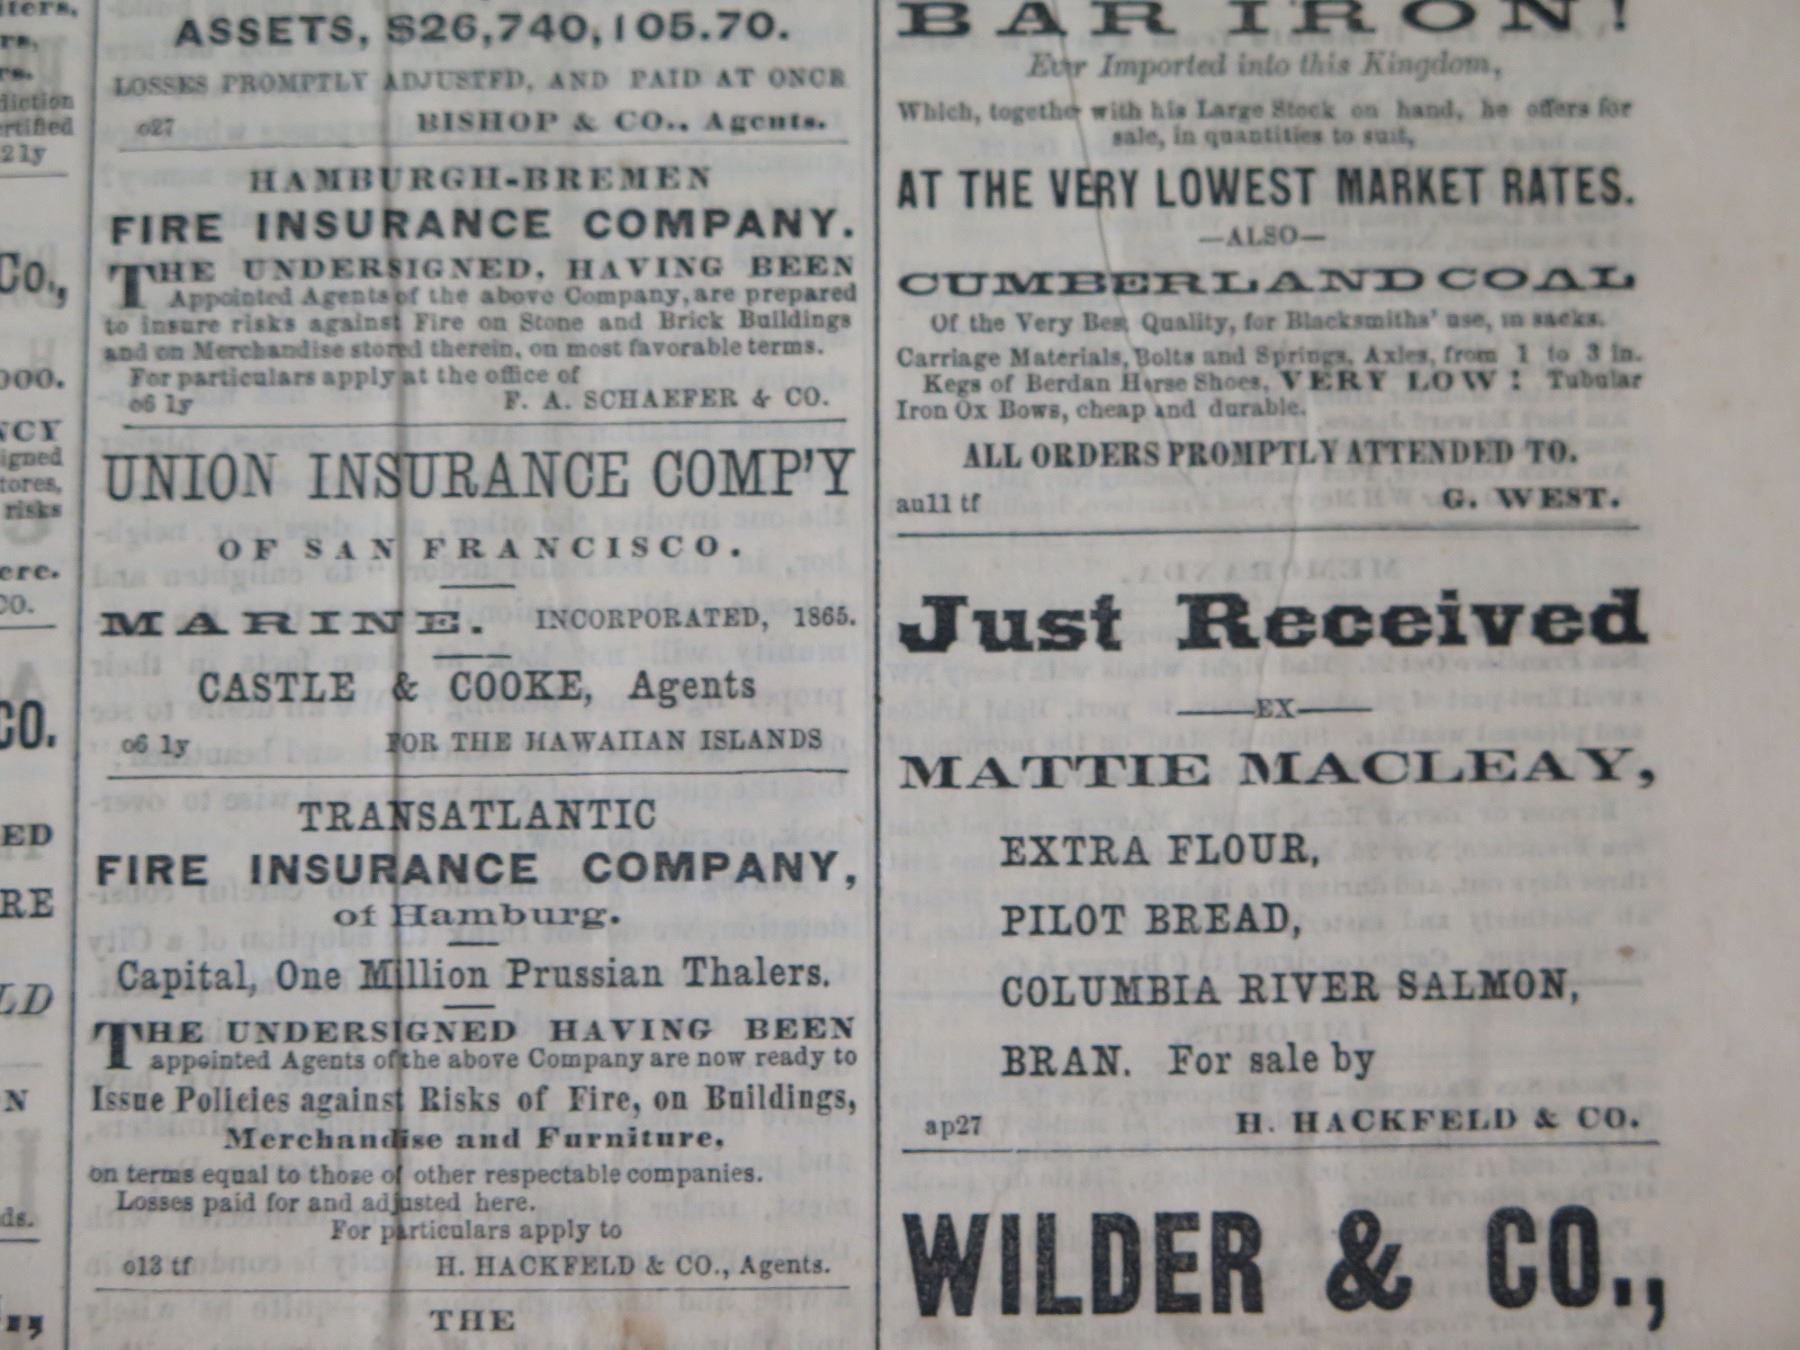 ASSETS, $26,740,105.70.
LOSSES PROMPTLY ADJUSTED, AND PAID AT ONCE
o27 BISHOP & CO., Agents.
HAMBURGH-BREMEN
FIRE INSURANCE COMPANY.
THE UNDERSIGNED, HAVING BEEN
Appointed Agents of the above Company, are prepared
to insure risks against Fire on Stone and Brick Buildings
and on Merchandise stored therein, on most favorable terms.
For particulars apply at the office of
o6 1y F. A. SCHAEFER & CO.
UNION INSURANCE COMP'Y
OF SAN FRANCISCO.
MARINE. INCORPORATED, 1865.
CASTLE & COOKE, Agents
o6 1y FOR THE HAWAIIAN ISLANDS
TRANSATLANTIC
FIRE INSURANCE COMPANY,
of Hamburg.
Capital, One Million Prussian Thalers.
THE UNDERSIGNED HAVING BEEN
appointed Agents of the above Company are now ready to
Issue Policies against Risks of Fire, on Buildings,
Merchandise and Furniture,
on terms equal to those of other respectable companies.
Losses paid for and adjusted here.
For particulars apply to
o13 tf H. HACKFELD & CO., Agents.
THE
BAR IRON!
Ever Imported into this Kingdom,
Which, together with his Large Stock on hand, he offers for
sale, in quantities to suit,
AT THE VERY LOWEST MARKET RATES.
—ALSO—
CUMBERLAND COAL
Of the Very Best Quality, for Blacksmiths' use, in sacks.
Carriage Materials, Bolts and Springs, Axles, from 1 to 3 in.
Kegs of Berdan Horse Shoes, VERY LOW! Tubular
Iron Ox Bows, cheap and durable.
ALL ORDERS PROMPTLY ATTENDED TO.
au11 tf G. WEST.
Just Received
——EX——
MATTIE MACLEAY,
EXTRA FLOUR,
PILOT BREAD,
COLUMBIA RIVER SALMON,
BRAN. For sale by
ap27 H. HACKFELD & CO.
WILDER & CO.,